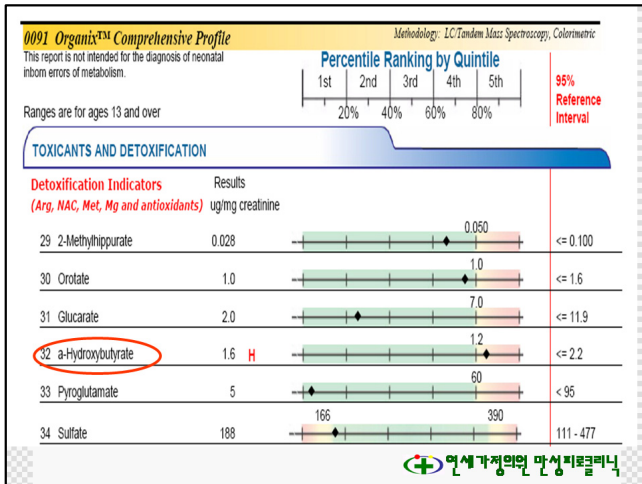 0091 Organix™ Comprehensive Profile
Methodology: LC/Tandem Mass Spectroscopy, Colorimetric
This report is not intended for the diagnosis of neonatal
inborn errors of metabolism.
Percentile Ranking by Quintile
1st 2nd 3rd 4th 5th
20% 40% 60% 80%
95%
Reference
Interval
Ranges are for ages 13 and over
TOXICANTS AND DETOXIFICATION
Detoxification Indicators
(Arg, NAC, Met, Mg and antioxidants)
Results
ug/mg creatinine
0.050
29 2-Methylhippurate 0.028 <= 0.100
1.0
30 Orotate 1.0 <= 1.6
7.0
31 Glucarate 2.0 <= 11.9
1.2
32 a-Hydroxybutyrate 1.6 H <= 2.2
60
33 Pyroglutamate 5 < 95
166 390
34 Sulfate 188 111 - 477
연세가정의원 만성피로클리닉